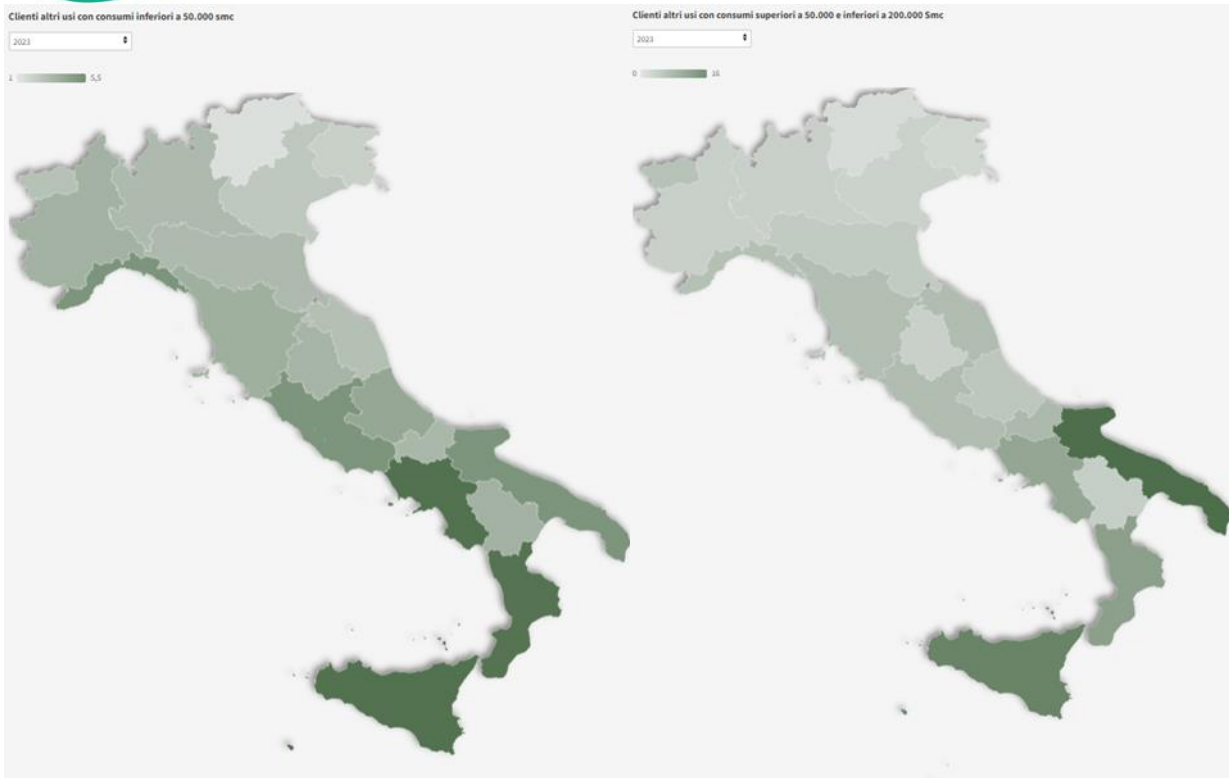 Clienti altri usi con consumi inferiori a 50.000 smc
2023
1 5,5
Clienti altri usi con consumi superiori a 50.000 e inferiori a 200.000 Smc
2023
0 16